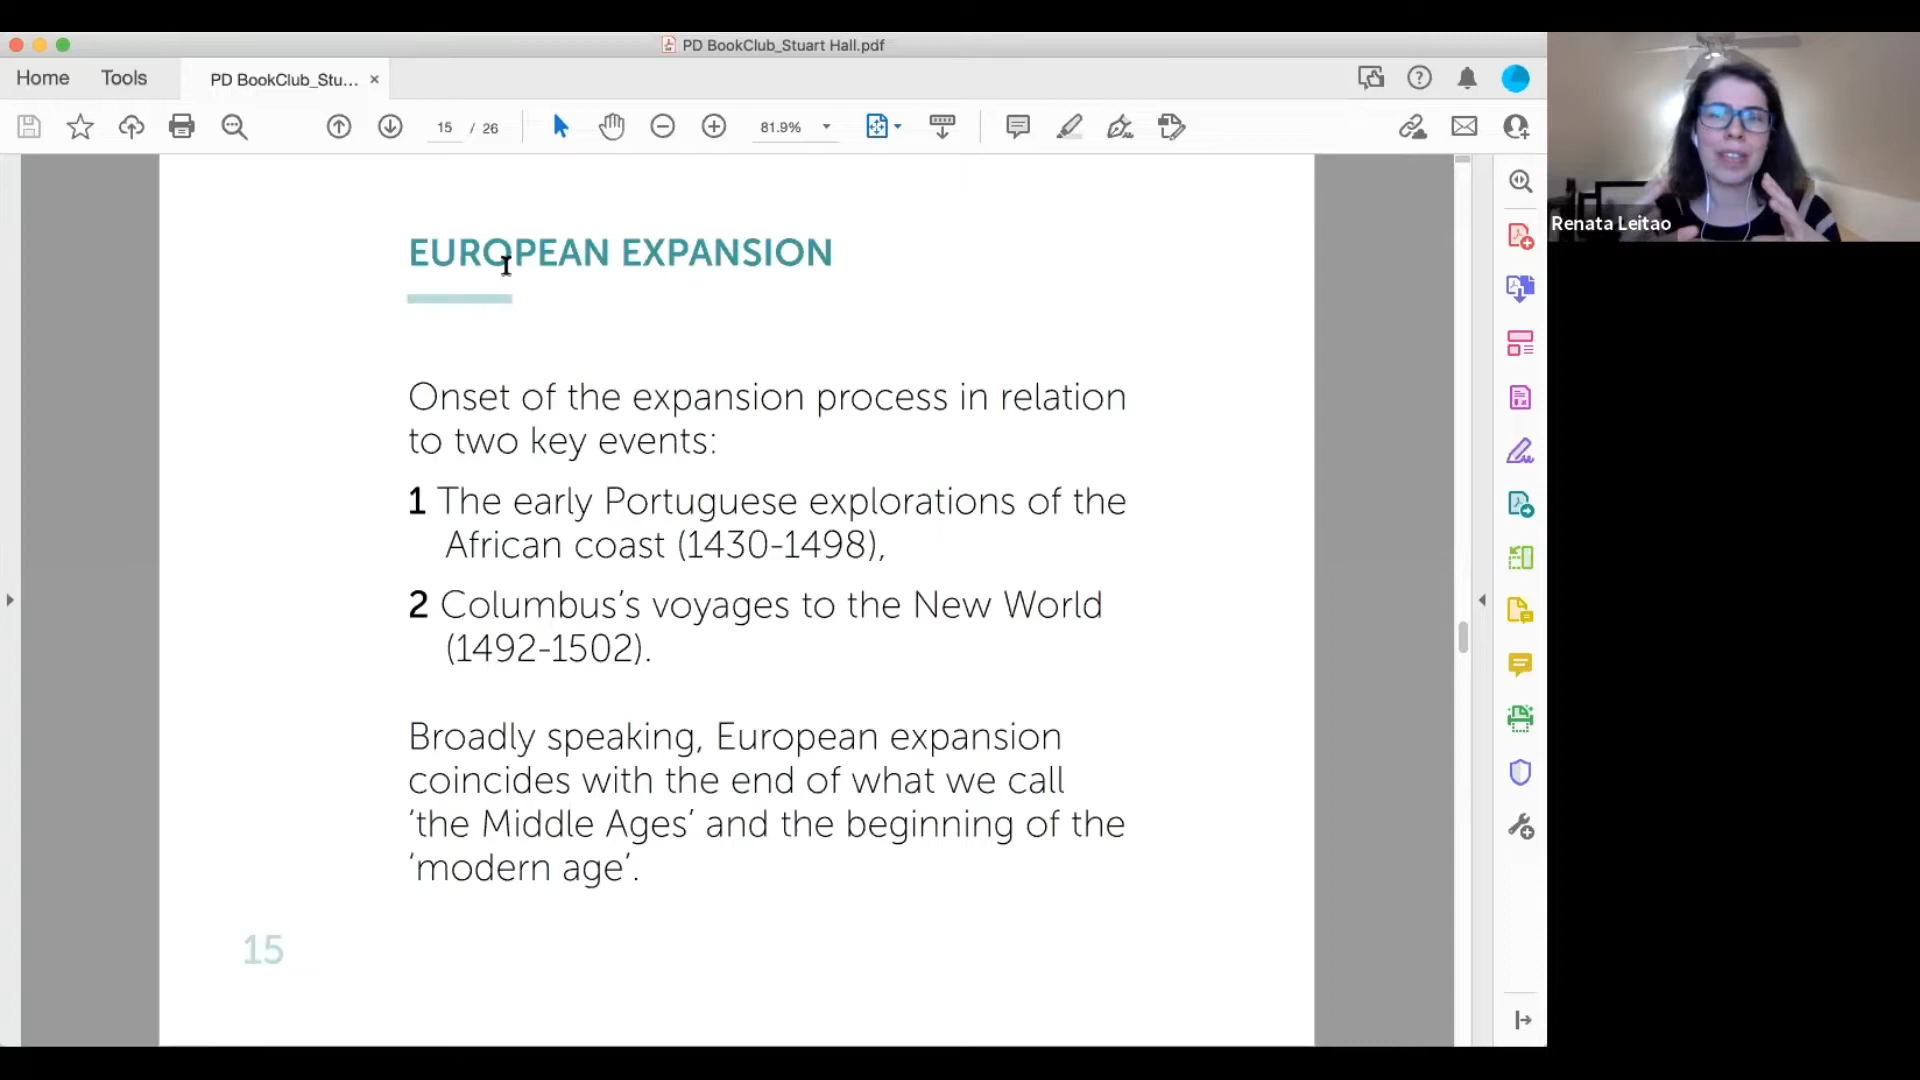 PD BookClub_Stuart Hall.pdf
Home
Tools
PD BookClub_Stu...
15 / 26
81.9%
Renata Leitao
EUROPEAN EXPANSION
Onset of the expansion process in relation
to two key events:
1 The early Portuguese explorations of the
African coast (1430-1498),
2 Columbus’s voyages to the New World
(1492-1502).
Broadly speaking, European expansion
coincides with the end of what we call
‘the Middle Ages’ and the beginning of the
‘modern age’.
15